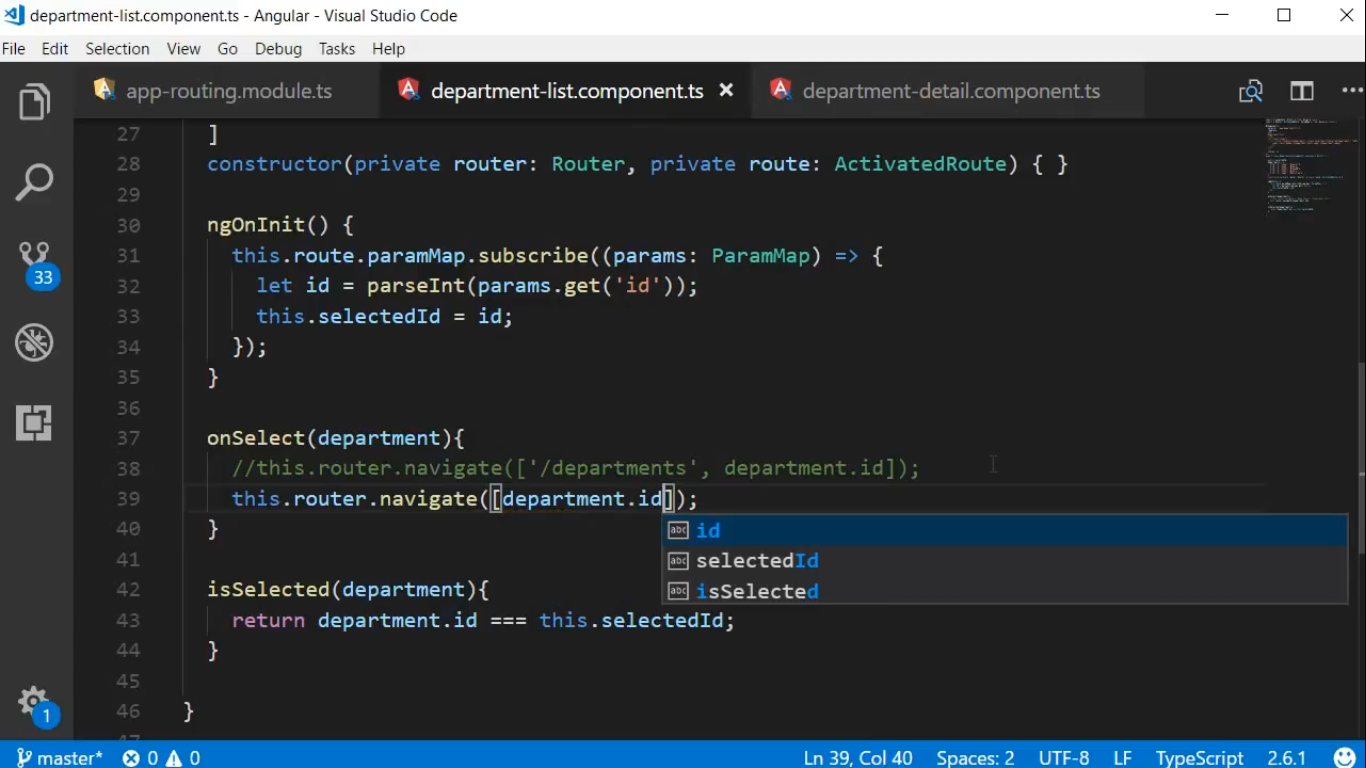 department-list.component.ts - Angular - Visual Studio Code
File Edit Selection View Go Debug Tasks Help
app-routing.module.ts department-list.component.ts department-detail.component.ts
27 ]
28 constructor(private router: Router, private route: ActivatedRoute) { }
29
30 ngOnInit() {
31 this.route.paramMap.subscribe((params: ParamMap) => {
32 let id = parseInt(params.get('id'));
33 this.selectedId = id;
34 });
35 }
36
37 onSelect(department){
38 //this.router.navigate(['/departments', department.id]);
39 this.router.navigate([department.id]);
40 }
abc id
41
abc selectedId
42 isSelected(department){
abc isSelected
43 return department.id === this.selectedId;
44 }
45
46 }
33
1
master* 0 0 Ln 39, Col 40 Spaces: 2 UTF-8 LF TypeScript 2.6.1